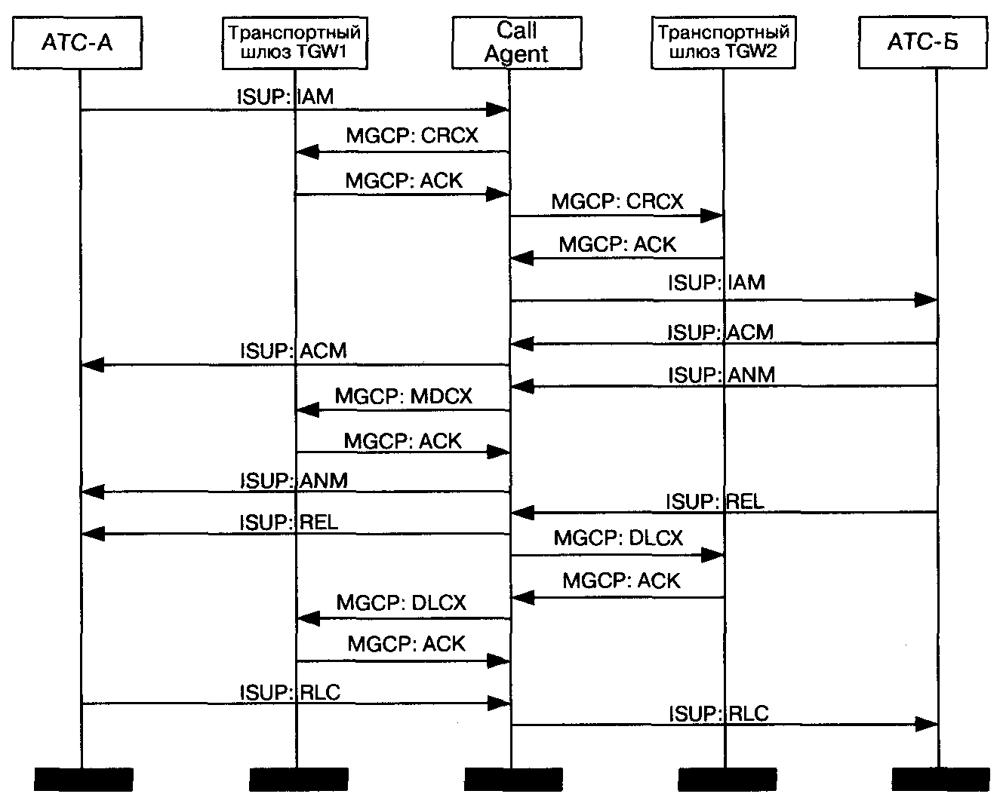 АТС-А
Транспортный
шлюз TGW1
Call
Agent
Транспортный
шлюз TGW2
АТС-Б
ISUP: IAM
MGCP: CRCX
MGCP: ACK
MGCP: CRCX
MGCP: ACK
ISUP: IAM
ISUP: ACM
ISUP: ACM
ISUP: ANM
MGCP: MDCX
MGCP: ACK
ISUP: ANM
ISUP: REL
ISUP: REL
MGCP: DLCX
MGCP: ACK
MGCP: DLCX
MGCP: ACK
ISUP: RLC
ISUP: RLC